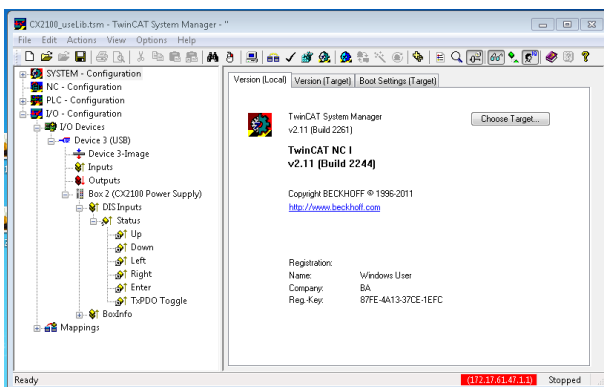 CX2100_useLib.tsm - TwinCAT System Manager - "
File Edit Actions View Options Help
SYSTEM - Configuration
NC - Configuration
PLC - Configuration
I/O - Configuration
I/O Devices
Device 3 (USB)
Device 3-Image
Inputs
Outputs
Box 2 (CX2100 Power Supply)
DIS Inputs
Status
Up
Down
Left
Right
Enter
TxPDO Toggle
BoxInfo
Mappings
Version (Local) Version (Target) Boot Settings (Target)
TwinCAT System Manager
v2.11 (Build 2261)
Choose Target...
TwinCAT NC I
v2.11 (Build 2244)
Copyright BECKHOFF © 1996-2011
http://www.beckhoff.com
Registration:
Name: Windows User
Company: BA
Reg.-Key: 87FE-4A13-37CE-1EFC
Ready (172.17.61.47.1.1) Stopped